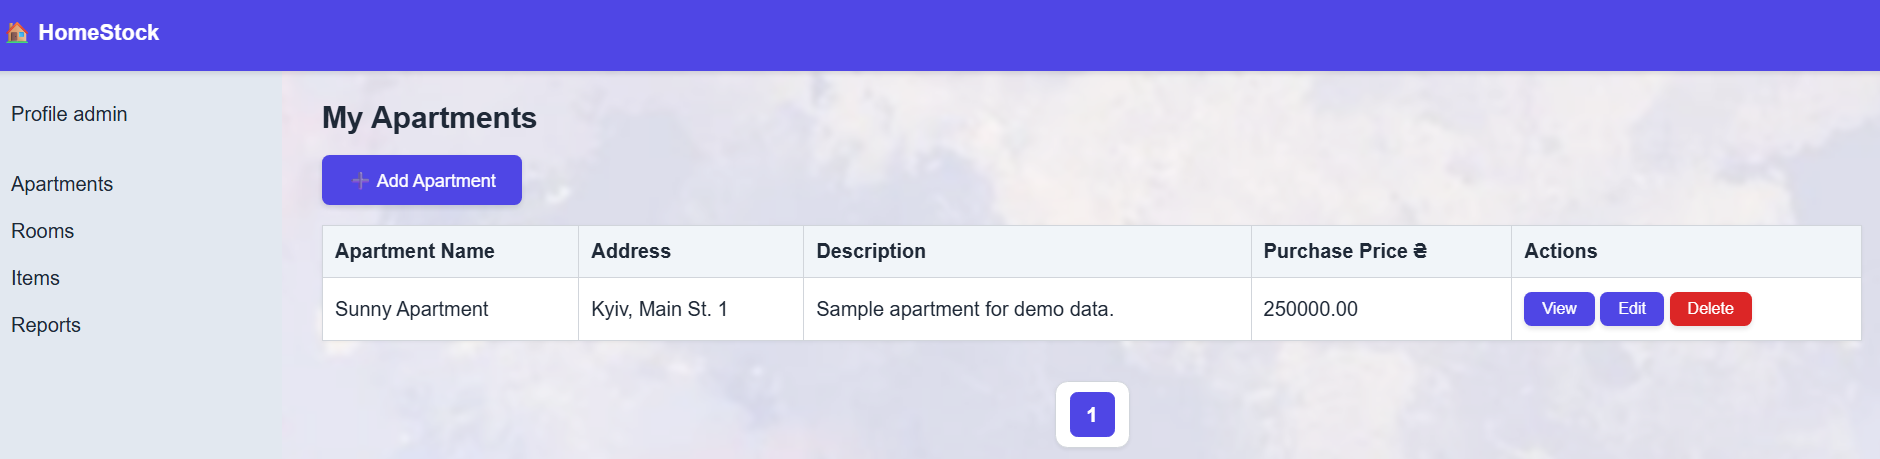 🏠 HomeStock
Profile admin
Apartments
Rooms
Items
Reports
My Apartments
➕ Add Apartment
Apartment Name Address Description Purchase Price ₴ Actions
Sunny Apartment Kyiv, Main St. 1 Sample apartment for demo data. 250000.00 View Edit Delete
1